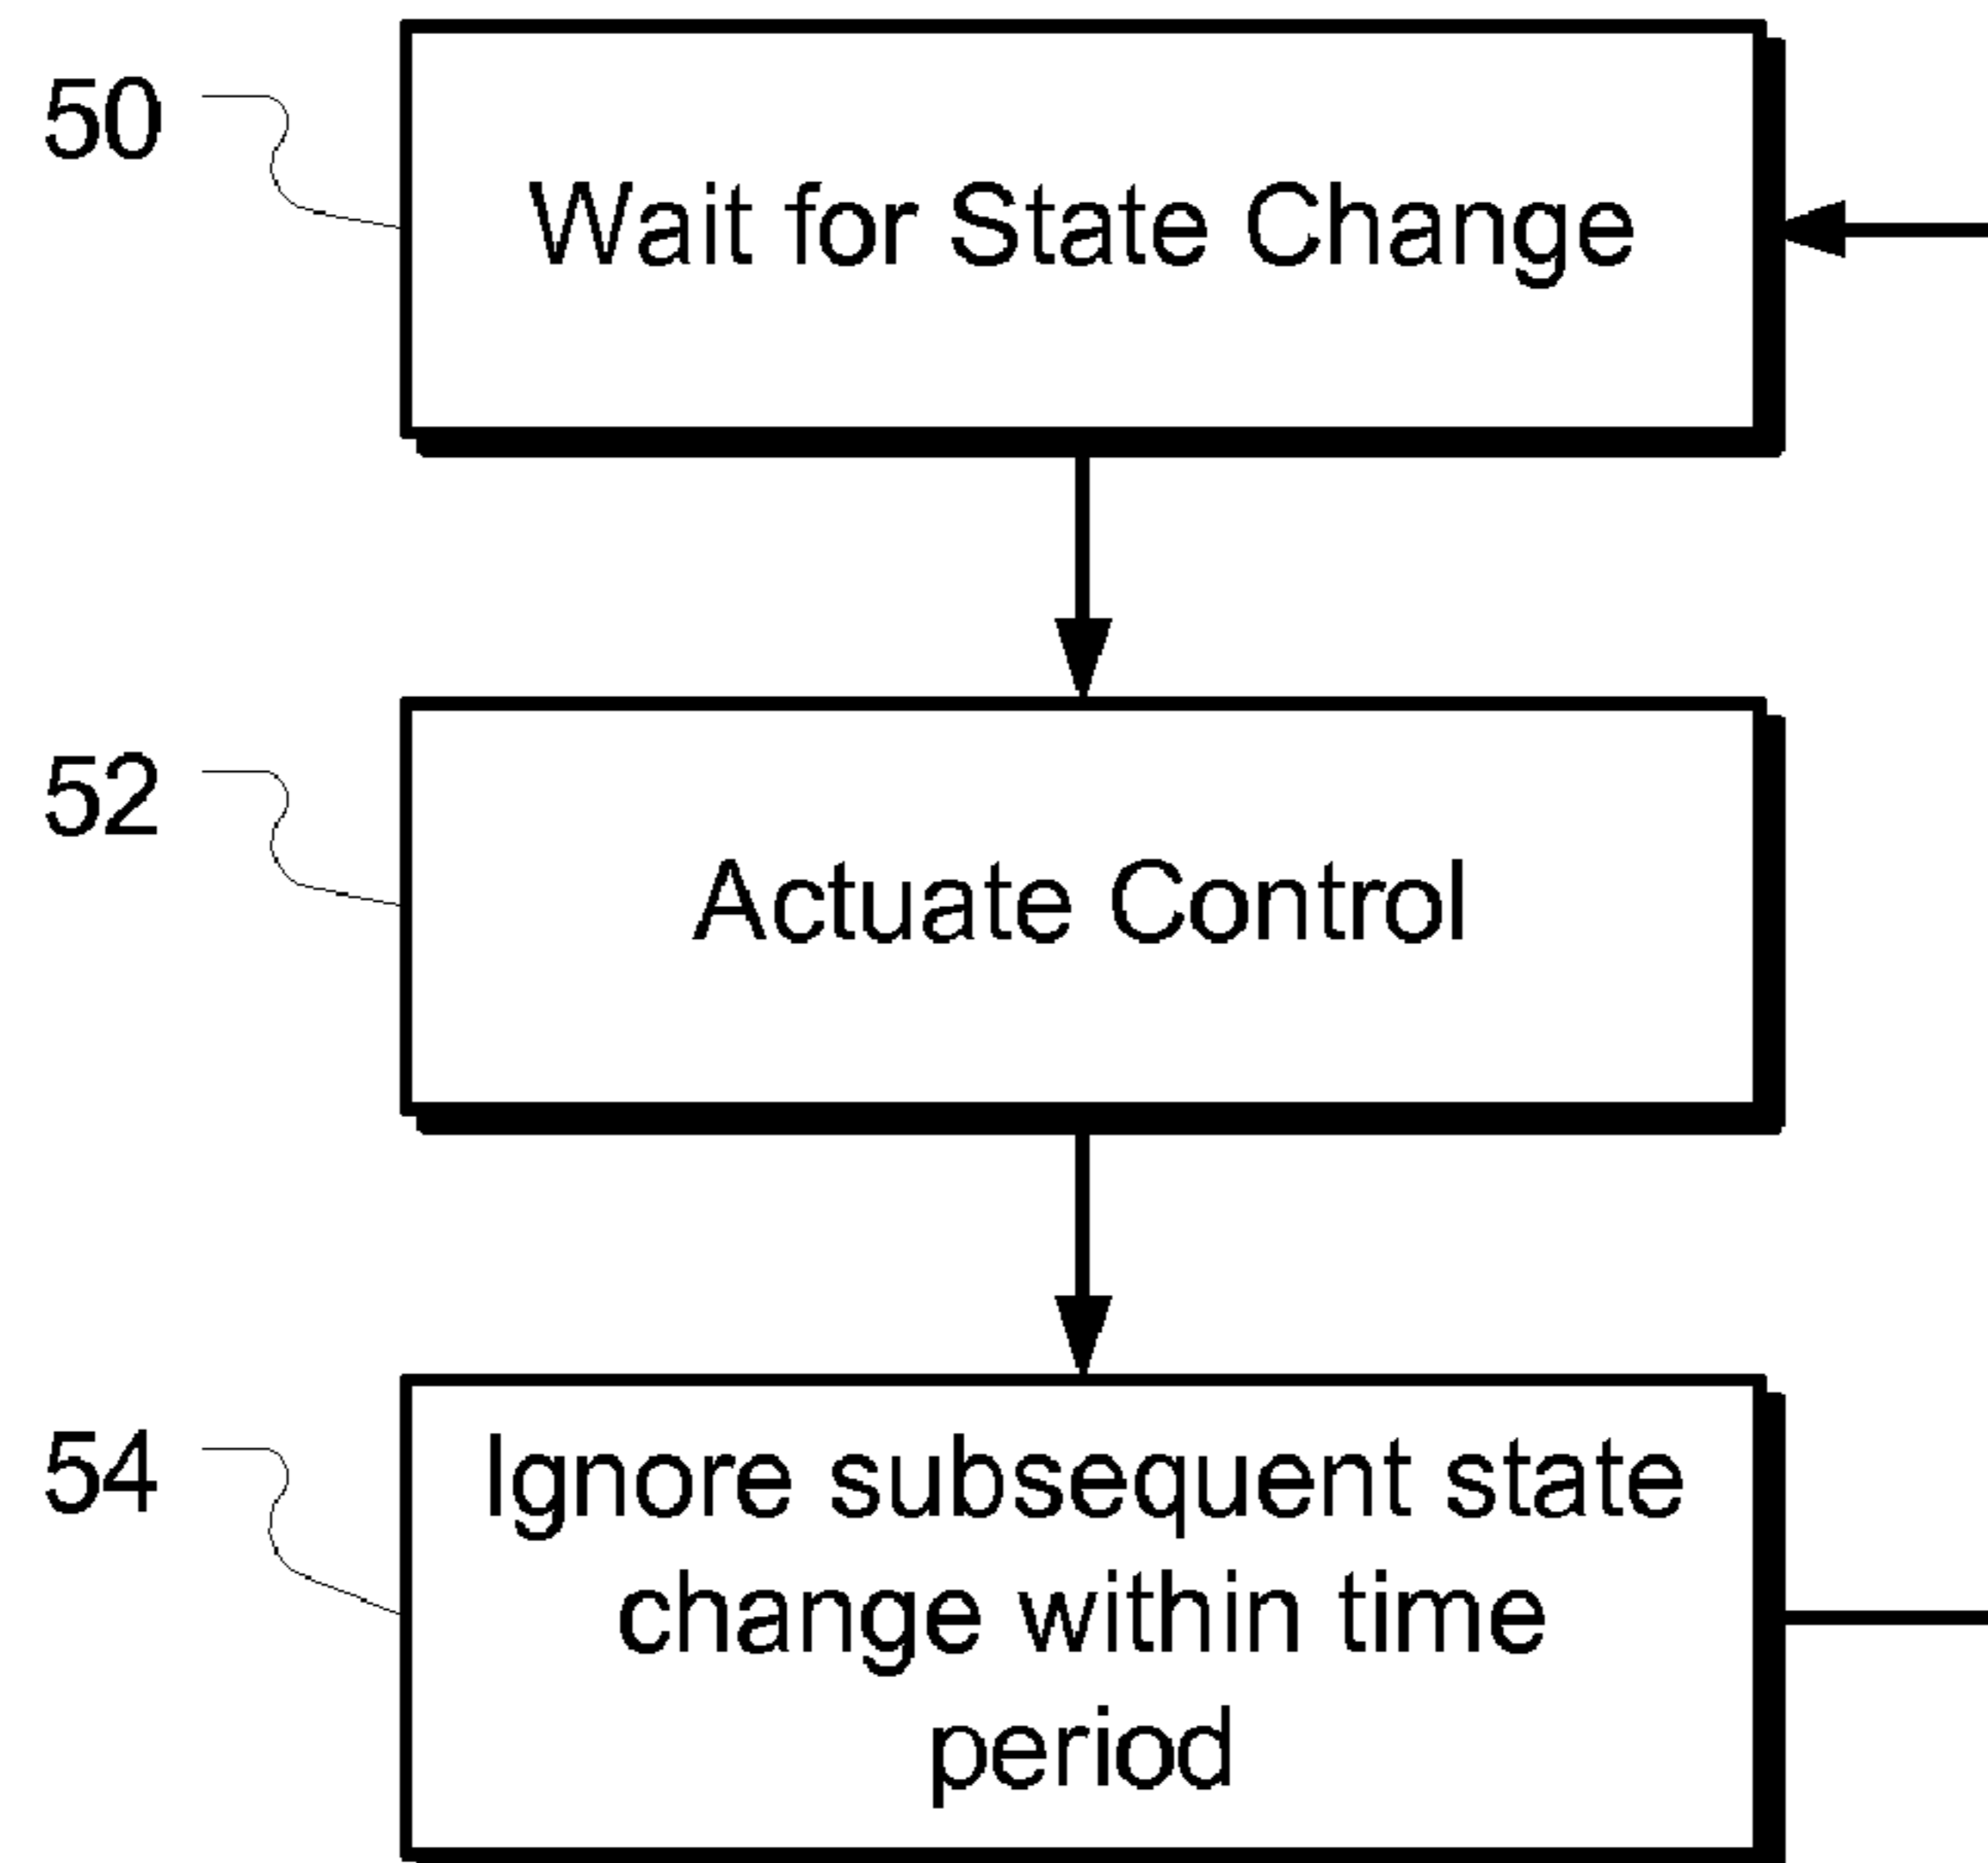 50
Wait for State Change
52
Actuate Control
54
Ignore subsequent state
change within time
period